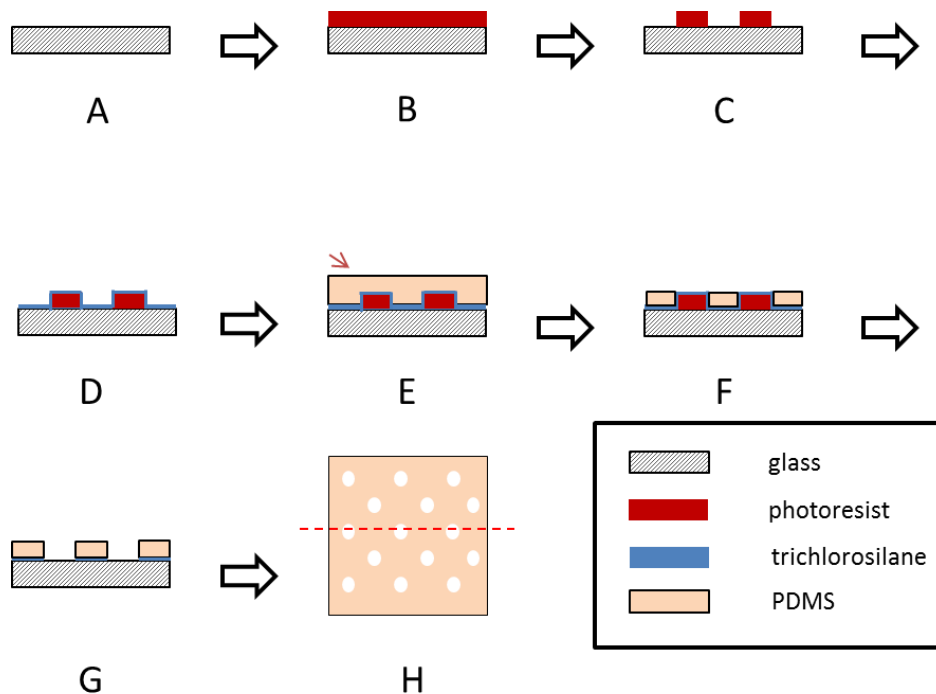 A
B
C
D
E
F
glass
photoresist
trichlorosilane
PDMS
G
H